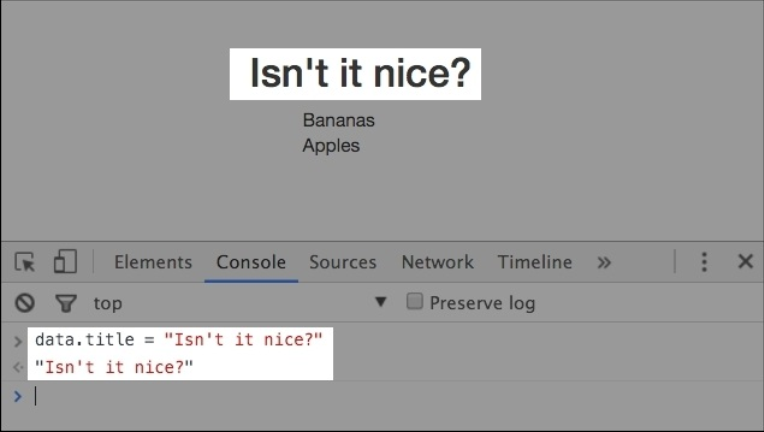 Isn't it nice?
Bananas
Apples
Elements Console Sources Network Timeline »
top ▼ Preserve log
> data.title = "Isn't it nice?"
< "Isn't it nice?"
>